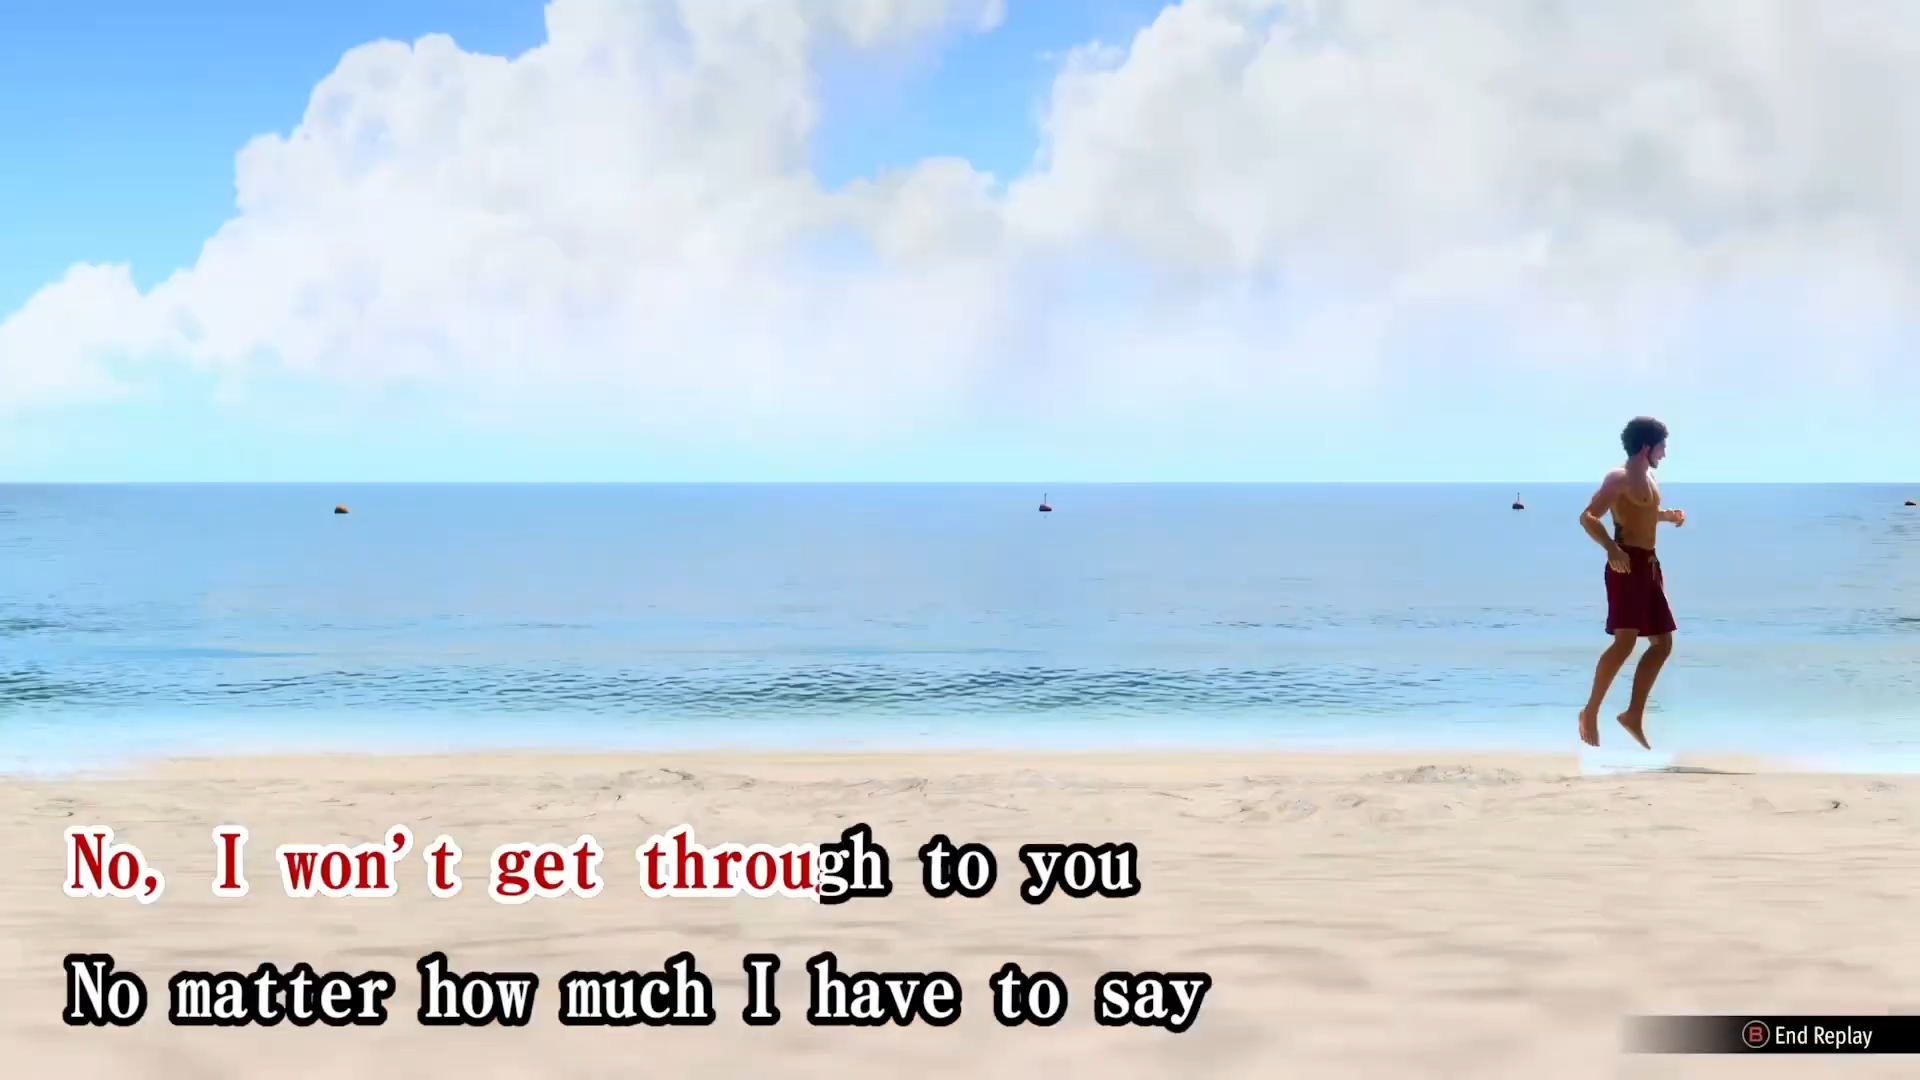 No, I won't get through to you
No matter how much I have to say
B End Replay